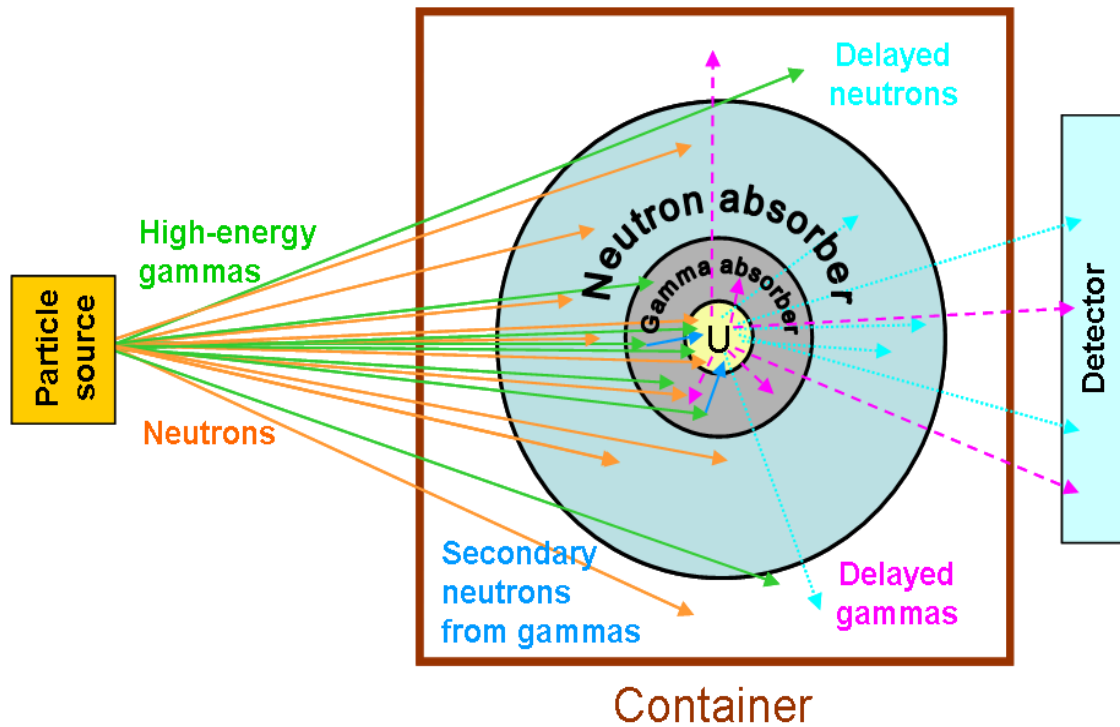 Delayed
neutrons
High-energy
gammas
Neutron absorber
Gamma absorber
U
Particle
source
Detector
Neutrons
Secondary
neutrons
from gammas
Delayed
gammas
Container